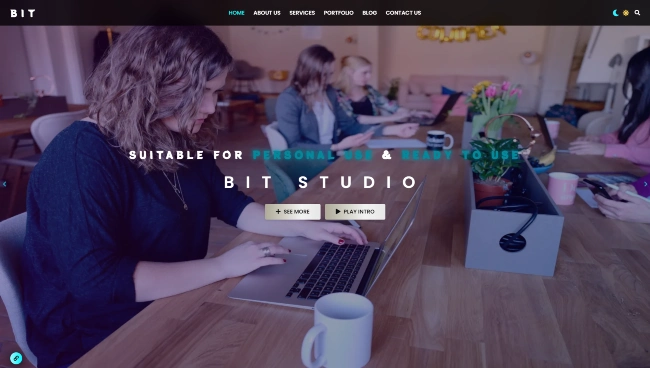 BIT
HOME ABOUT US SERVICES PORTFOLIO BLOG CONTACT US
SUITABLE FOR PERSONAL USE & READY TO USE
BIT STUDIO
SEE MORE PLAY INTRO